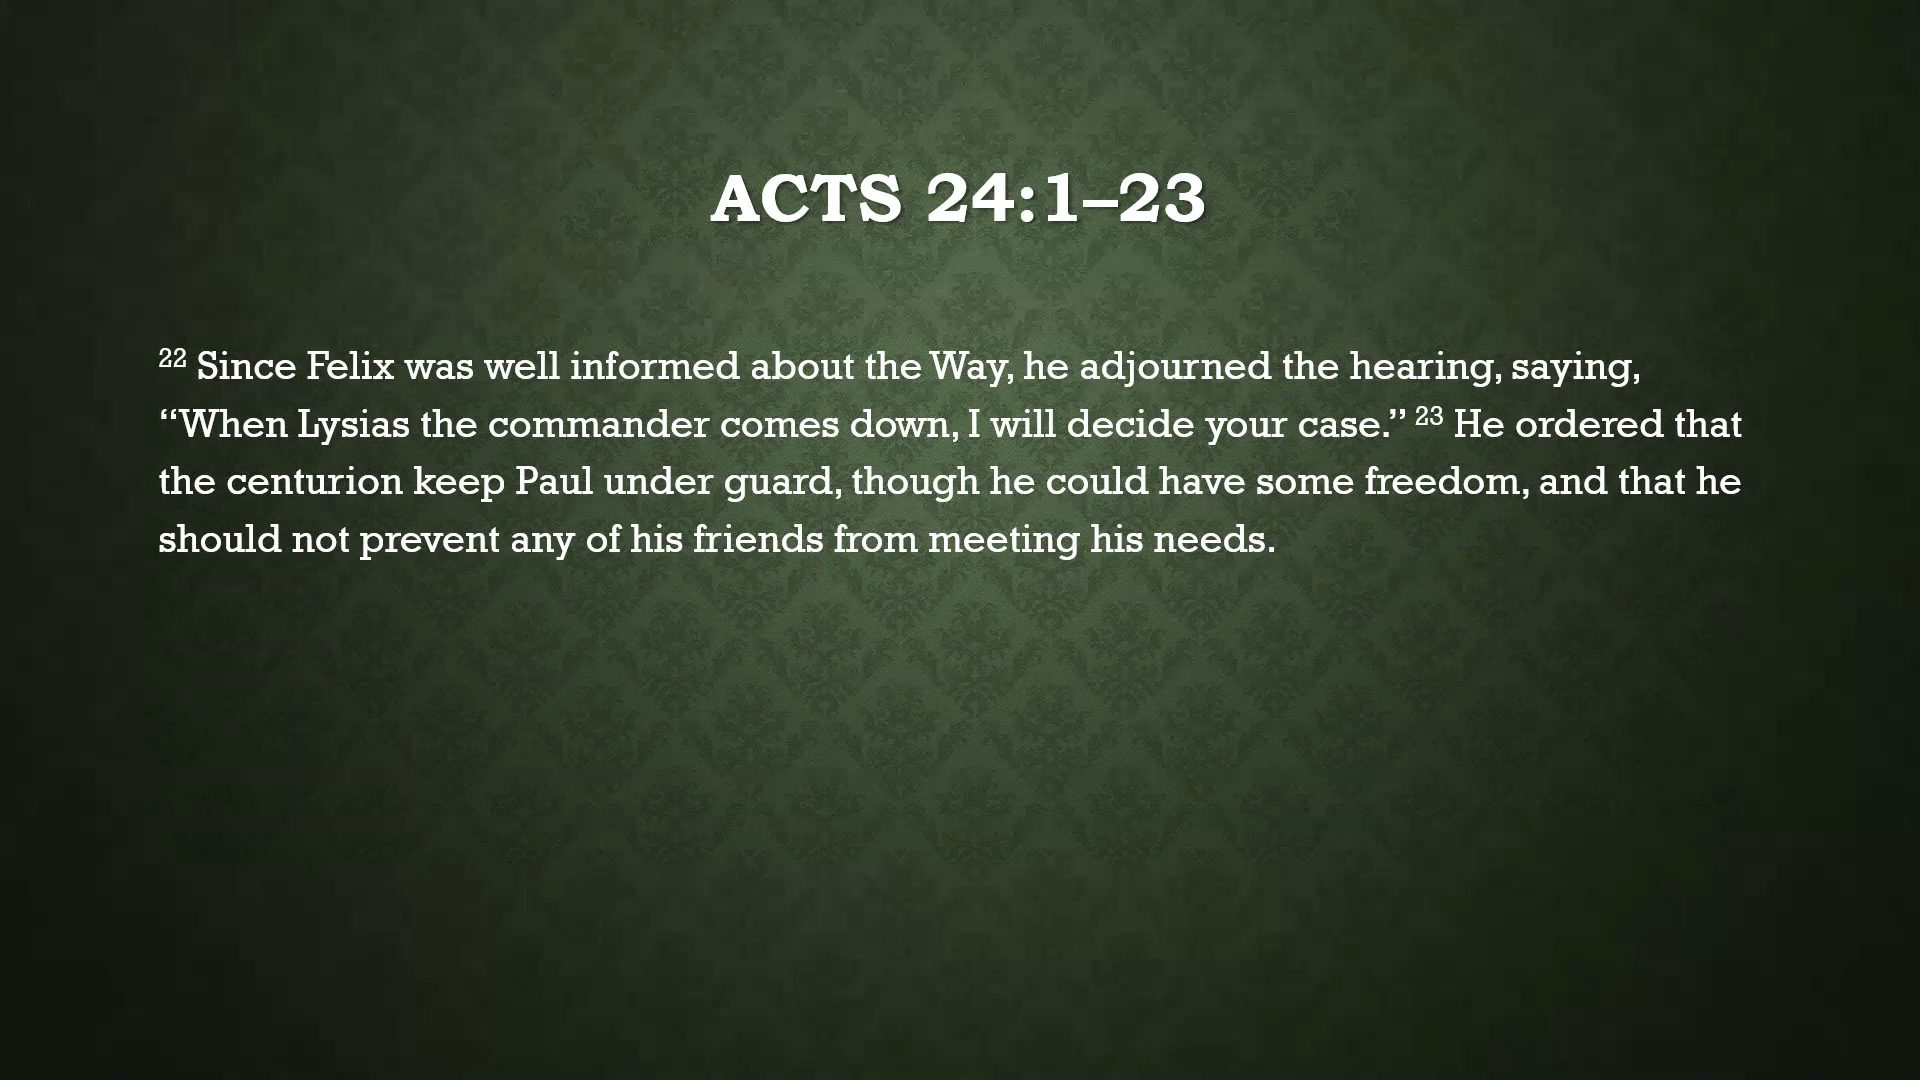 ACTS 24:1–23
22 Since Felix was well informed about the Way, he adjourned the hearing, saying,
“When Lysias the commander comes down, I will decide your case.” 23 He ordered that
the centurion keep Paul under guard, though he could have some freedom, and that he
should not prevent any of his friends from meeting his needs.